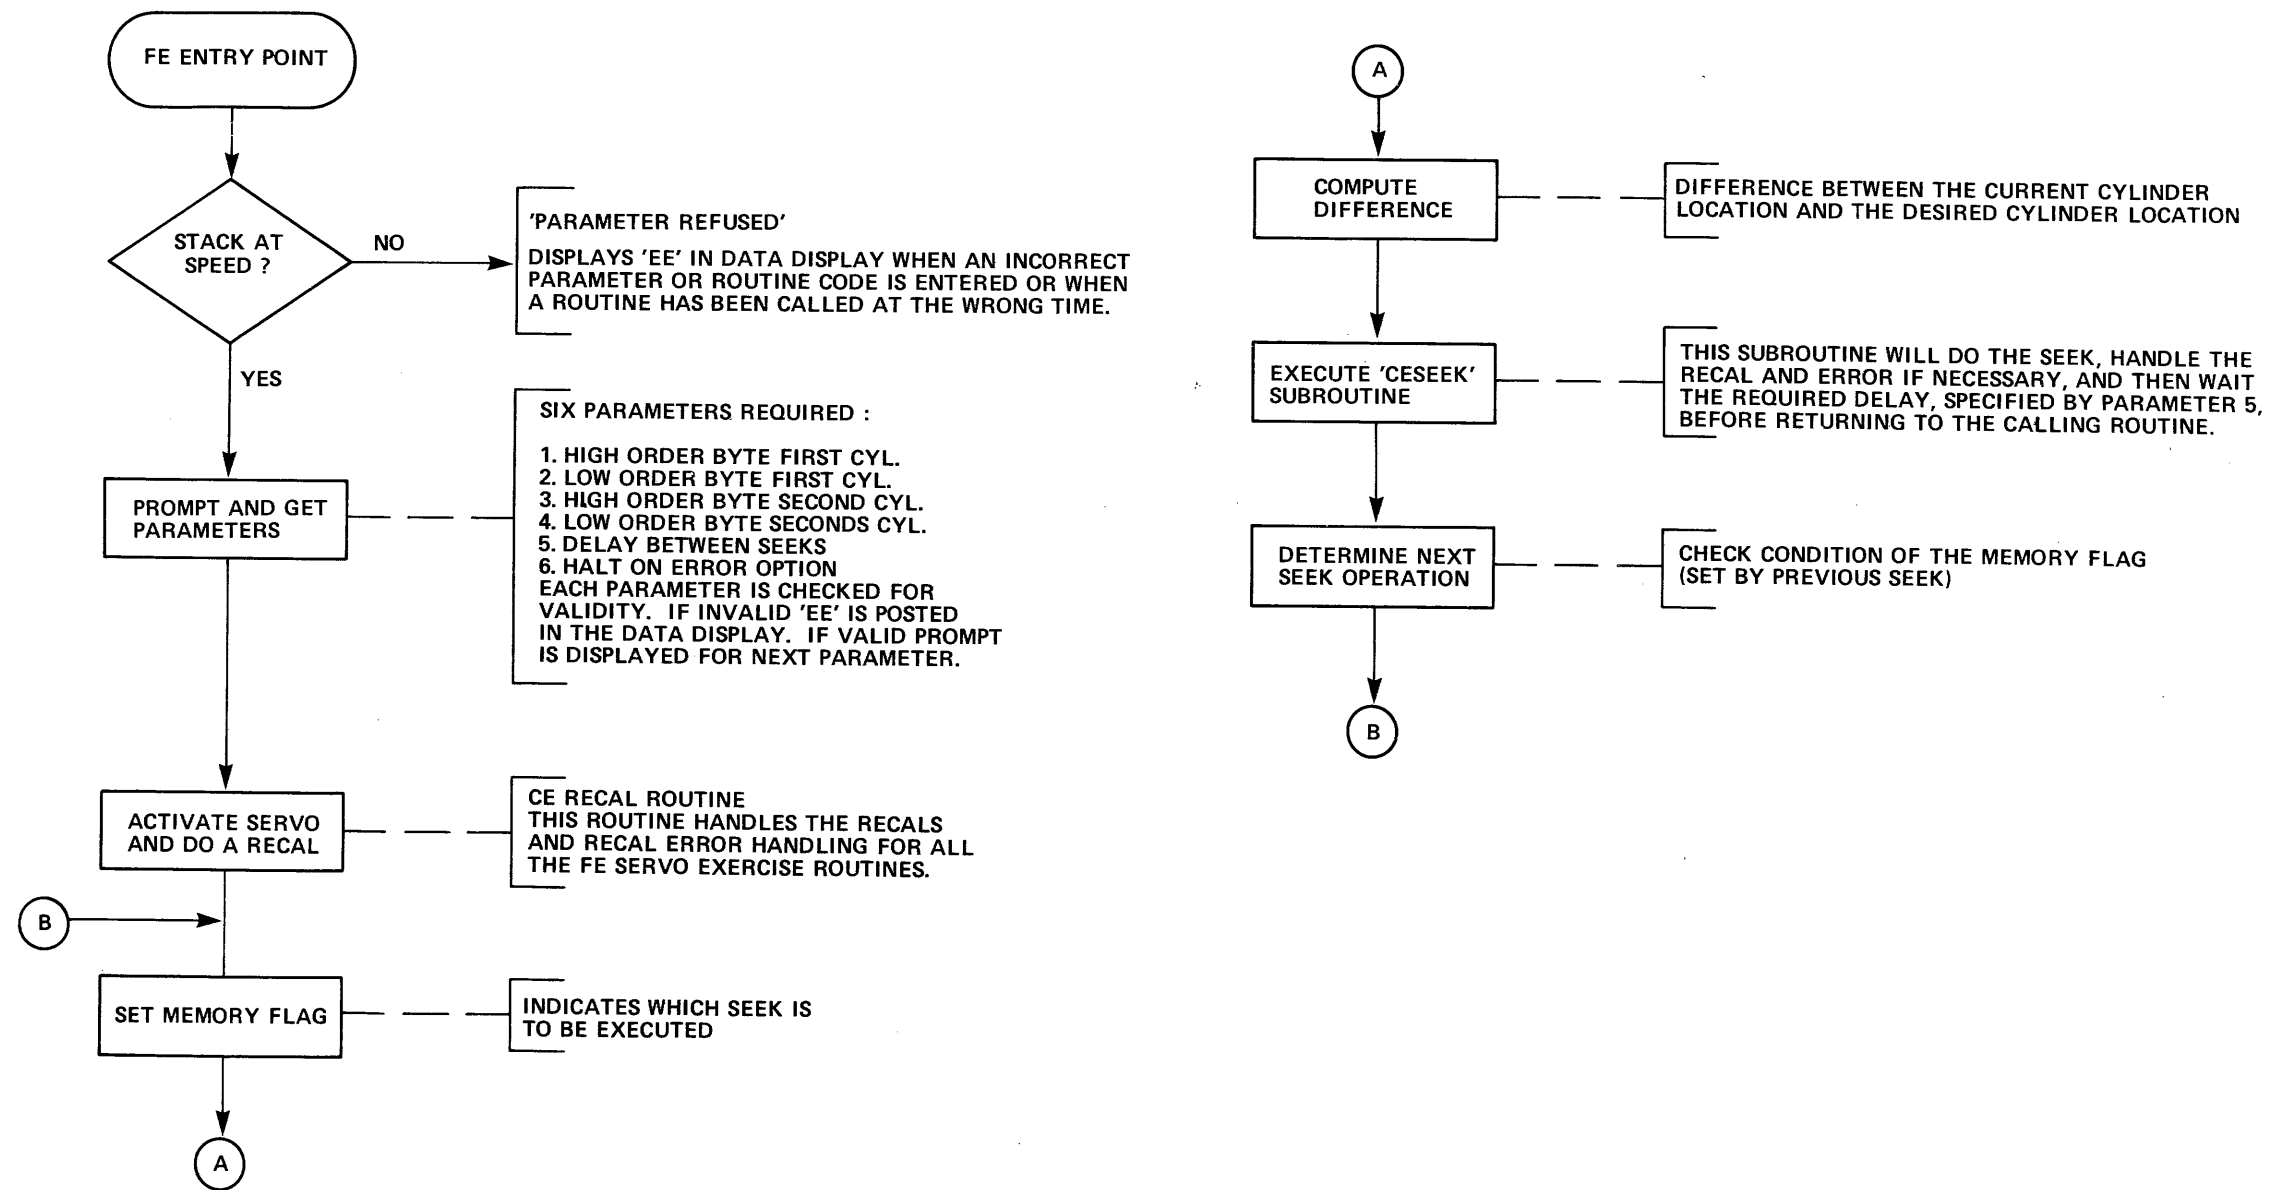 FE ENTRY POINT
STACK AT
SPEED ?
NO
'PARAMETER REFUSED'
DISPLAYS 'EE' IN DATA DISPLAY WHEN AN INCORRECT
PARAMETER OR ROUTINE CODE IS ENTERED OR WHEN
A ROUTINE HAS BEEN CALLED AT THE WRONG TIME.
YES
PROMPT AND GET
PARAMETERS
SIX PARAMETERS REQUIRED :
1. HIGH ORDER BYTE FIRST CYL.
2. LOW ORDER BYTE FIRST CYL.
3. HIGH ORDER BYTE SECOND CYL.
4. LOW ORDER BYTE SECONDS CYL.
5. DELAY BETWEEN SEEKS
6. HALT ON ERROR OPTION
EACH PARAMETER IS CHECKED FOR
VALIDITY. IF INVALID 'EE' IS POSTED
IN THE DATA DISPLAY. IF VALID PROMPT
IS DISPLAYED FOR NEXT PARAMETER.
ACTIVATE SERVO
AND DO A RECAL
CE RECAL ROUTINE
THIS ROUTINE HANDLES THE RECALS
AND RECAL ERROR HANDLING FOR ALL
THE FE SERVO EXERCISE ROUTINES.
B
SET MEMORY FLAG
INDICATES WHICH SEEK IS
TO BE EXECUTED
A
A
COMPUTE
DIFFERENCE
DIFFERENCE BETWEEN THE CURRENT CYLINDER
LOCATION AND THE DESIRED CYLINDER LOCATION
EXECUTE 'CESEEK'
SUBROUTINE
THIS SUBROUTINE WILL DO THE SEEK, HANDLE THE
RECAL AND ERROR IF NECESSARY, AND THEN WAIT
THE REQUIRED DELAY, SPECIFIED BY PARAMETER 5,
BEFORE RETURNING TO THE CALLING ROUTINE.
DETERMINE NEXT
SEEK OPERATION
CHECK CONDITION OF THE MEMORY FLAG
(SET BY PREVIOUS SEEK)
B